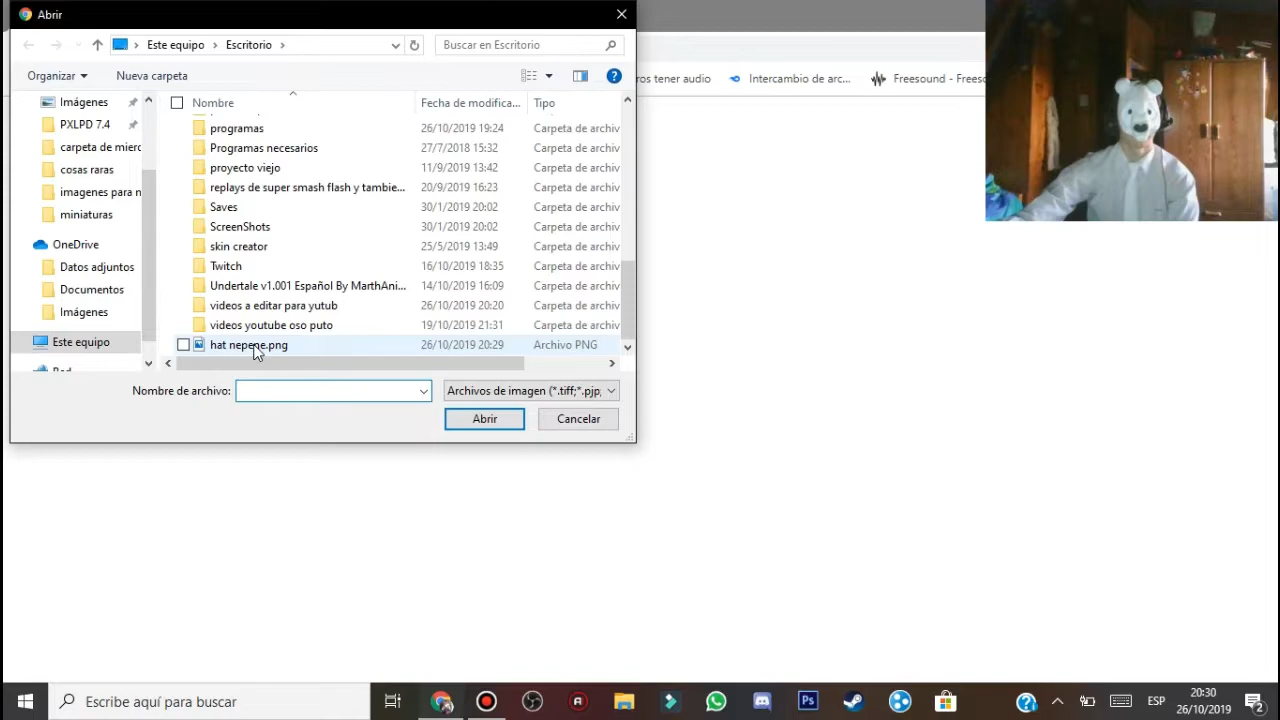 Abrir
Este equipo
Escritorio
Buscar en Escritorio
Organizar
Nueva carpeta
ros tener audio
Intercambio de arc...
Freesound - Freesc
Imágenes
PXLPD 7.4
carpeta de mierc
cosas raras
imagenes para n
miniaturas
OneDrive
Datos adjuntos
Documentos
Imágenes
Este equipo
Nombre
Fecha de modifica...
Tipo
programas 26/10/2019 19:24 Carpeta de archiv
Programas necesarios 27/7/2018 15:32 Carpeta de archiv
proyecto viejo 11/9/2019 13:42 Carpeta de archiv
replays de super smash flash y tambie... 20/9/2019 16:23 Carpeta de archiv
Saves 30/1/2019 20:02 Carpeta de archiv
ScreenShots 30/1/2019 20:02 Carpeta de archiv
skin creator 25/5/2019 13:49 Carpeta de archiv
Twitch 16/10/2019 18:35 Carpeta de archiv
Undertale v1.001 Español By MarthAni... 14/10/2019 16:09 Carpeta de archiv
videos a editar para yutub 26/10/2019 20:20 Carpeta de archiv
videos youtube oso puto 19/10/2019 21:31 Carpeta de archiv
hat nepene.png 26/10/2019 20:29 Archivo PNG
Nombre de archivo:
Archivos de imagen (*.tiff;*.pjp,
Abrir
Cancelar
Escribe aquí para buscar
Ps
ESP
20:30
26/10/2019
2